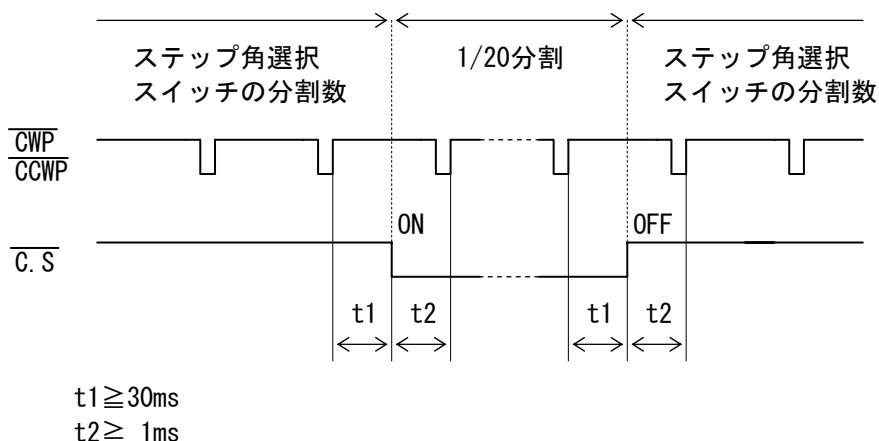 ステップ角選択
スイッチの分割数
1/20分割
ステップ角選択
スイッチの分割数
CWP
CCWP
ON
OFF
C.S
t1
t2
t1
t2
t1≧30ms
t2≧ 1ms